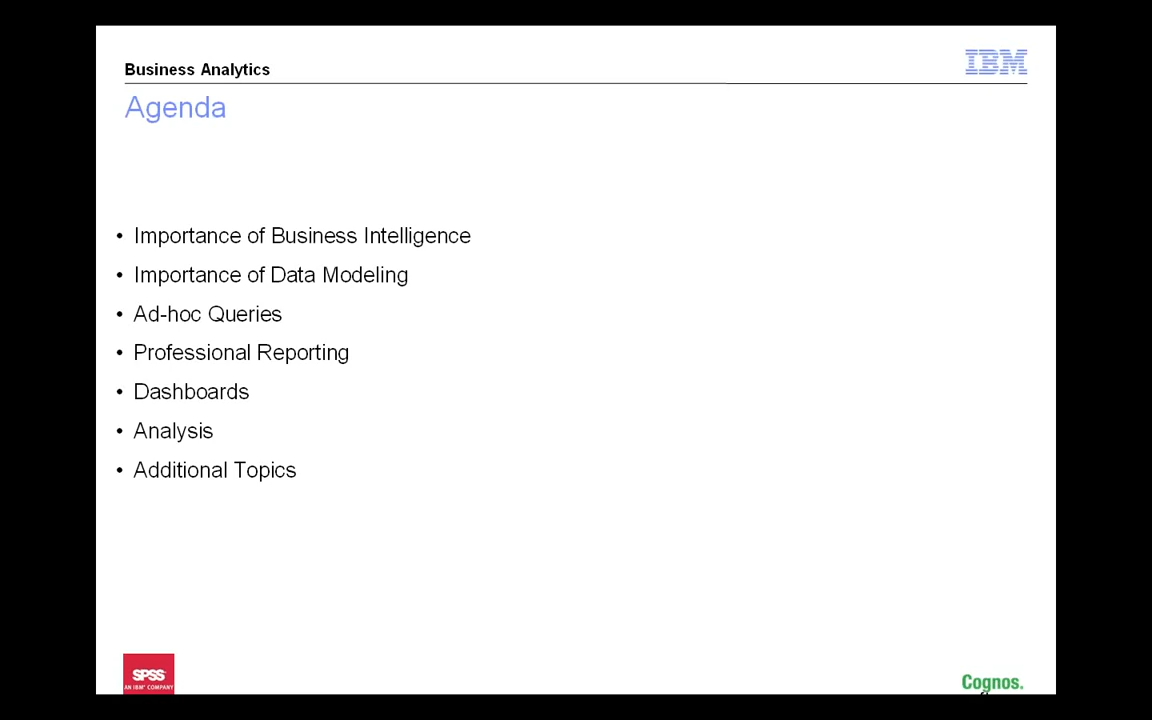 Business Analytics
IBM
Agenda
• Importance of Business Intelligence
• Importance of Data Modeling
• Ad-hoc Queries
• Professional Reporting
• Dashboards
• Analysis
• Additional Topics
SPSS
AN IBM® COMPANY
Cognos.